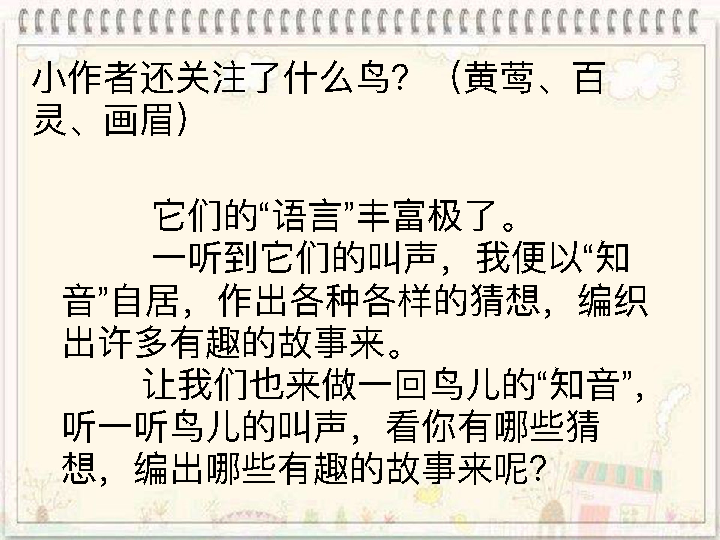 小作者还关注了什么鸟？（黄莺、百
灵、画眉）
它们的“语言”丰富极了。
一听到它们的叫声，我便以“知
音”自居，作出各种各样的猜想，编织
出许多有趣的故事来。
让我们也来做一回鸟儿的“知音”，
听一听鸟儿的叫声，看你有哪些猜
想，编出哪些有趣的故事来呢？